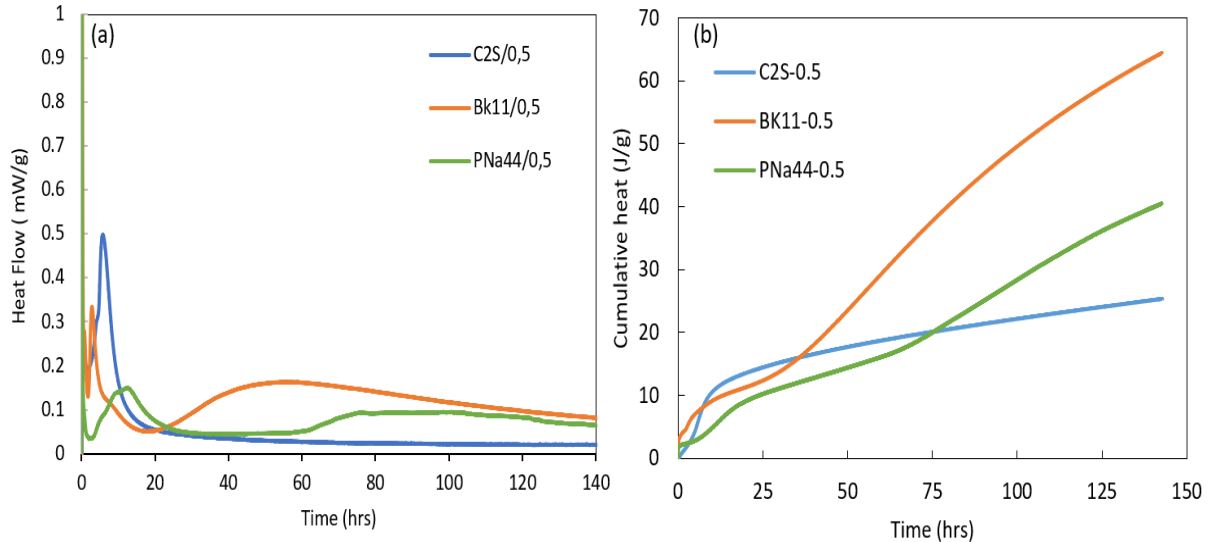 (a)
C2S/0,5
Bk11/0,5
PNa44/0,5
Heat Flow ( mW/g)
1
0.9
0.8
0.7
0.6
0.5
0.4
0.3
0.2
0.1
0
0 20 40 60 80 100 120 140
Time (hrs)
(b)
C2S-0.5
BK11-0.5
PNa44-0.5
Cumulative heat (J/g)
70
60
50
40
30
20
10
0
0 25 50 75 100 125 150
Time (hrs)